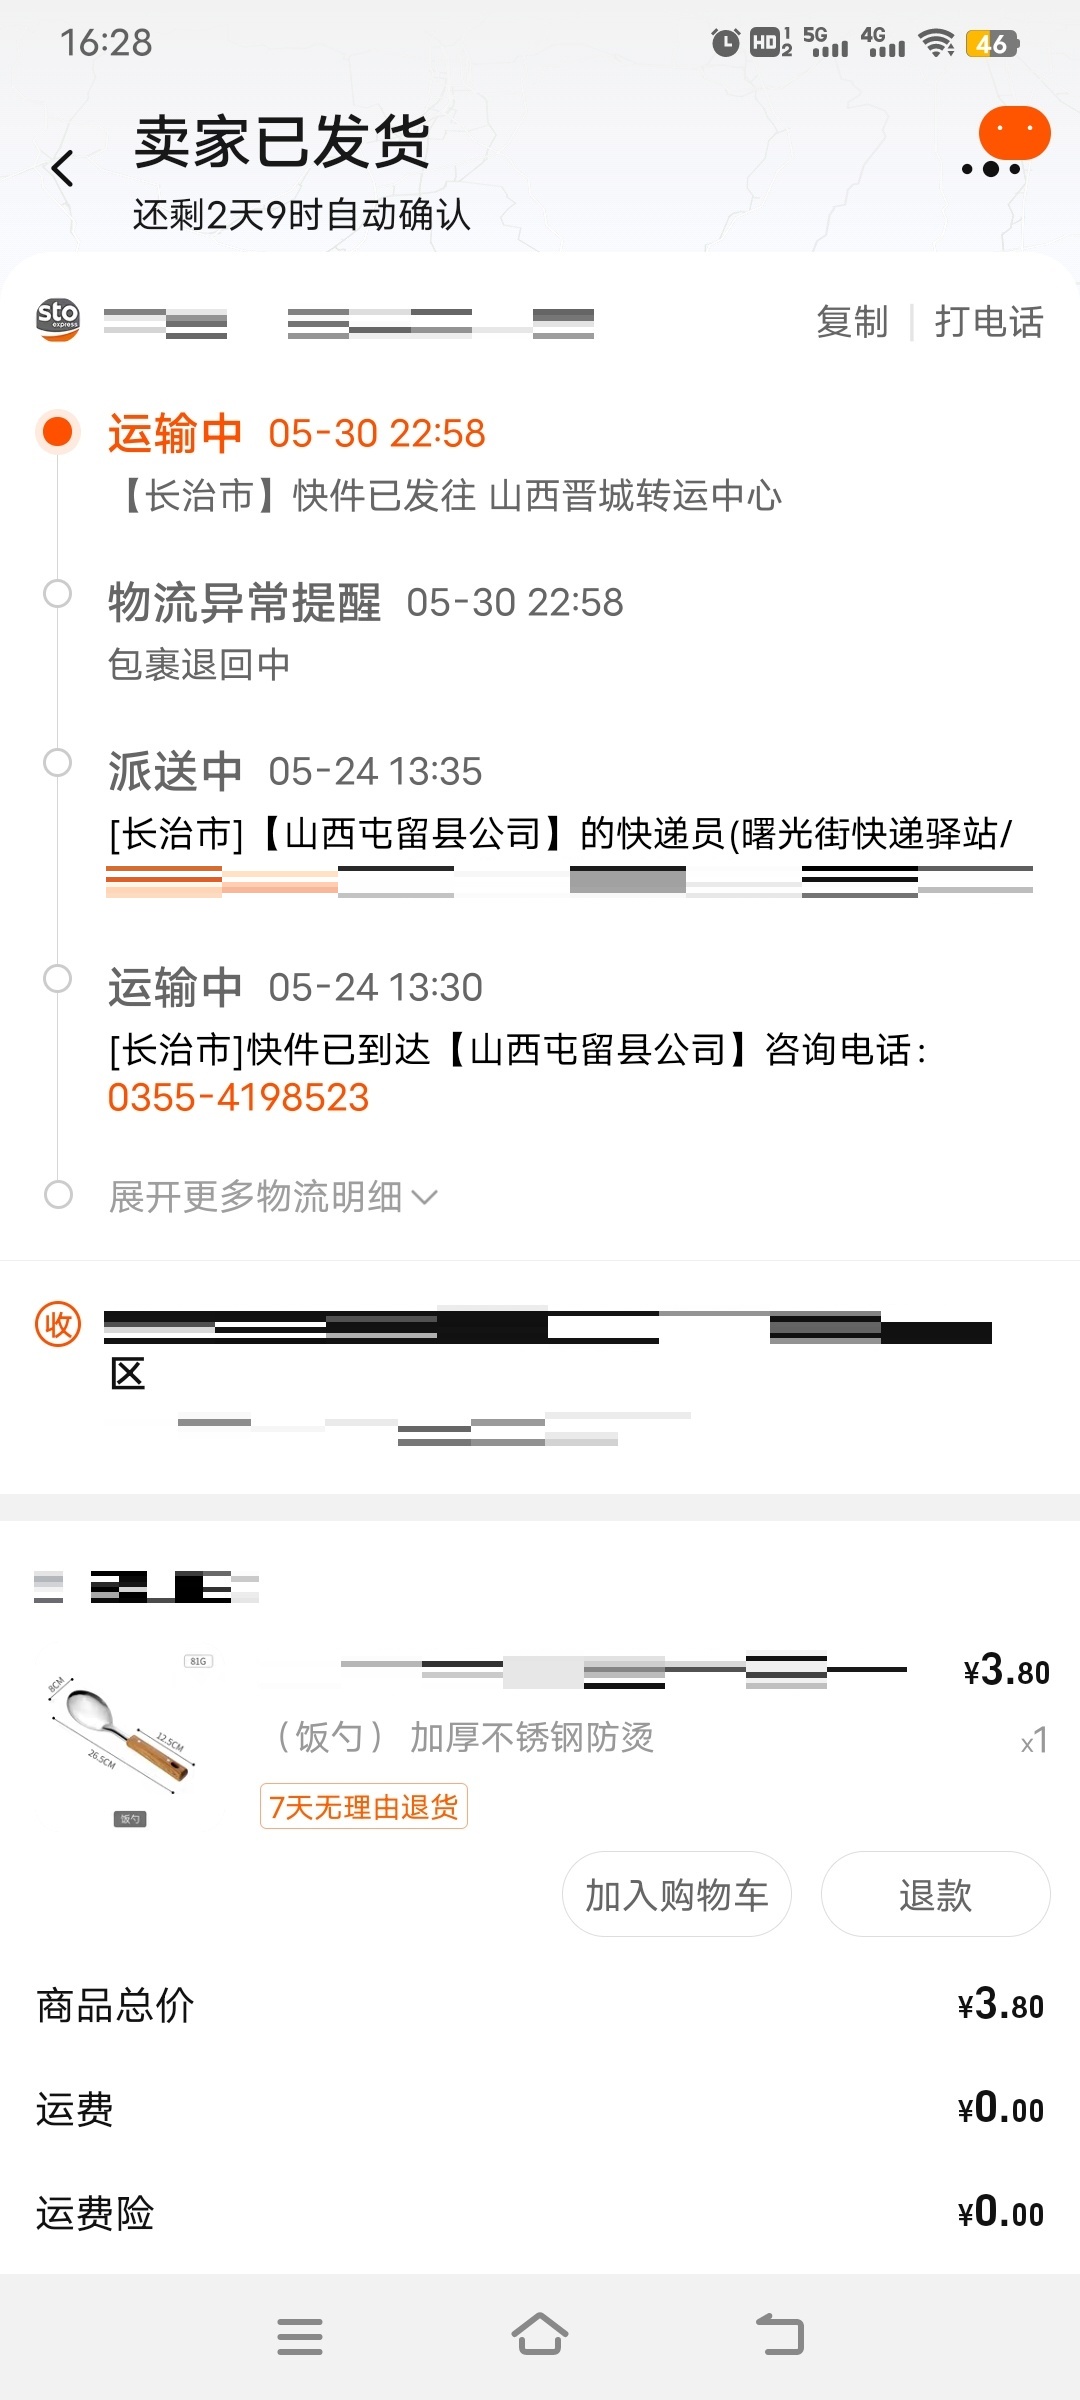 16:28
HD 1 2 5G 4G 46
卖家已发货
还剩2天9时自动确认
sto express
复制 | 打电话
运输中 05-30 22:58
【长治市】快件已发往 山西晋城转运中心
物流异常提醒 05-30 22:58
包裹退回中
派送中 05-24 13:35
[长治市]【山西屯留县公司】的快递员(曙光街快递驿站/
运输中 05-24 13:30
[长治市]快件已到达【山西屯留县公司】咨询电话:
0355-4198523
展开更多物流明细
收
区
81G
8CM
12.5CM
26.5CM
饭勺
¥3.80
（饭勺） 加厚不锈钢防烫
x1
7天无理由退货
加入购物车
退款
商品总价
¥3.80
运费
¥0.00
运费险
¥0.00